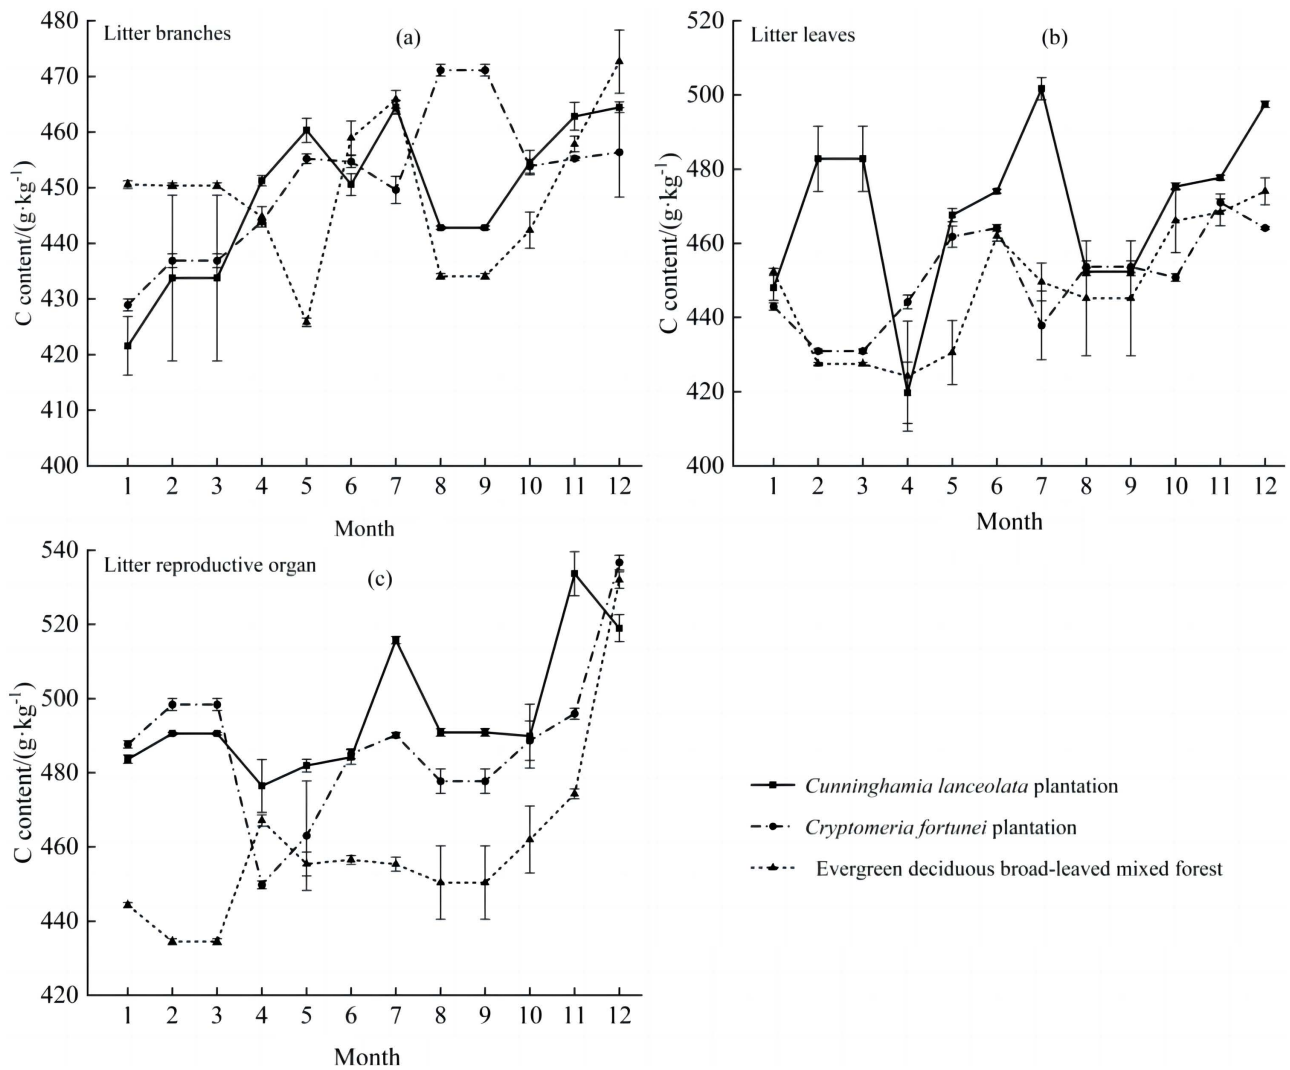 Litter branches
(a)
C content/(g·kg⁻¹)
480
470
460
450
440
430
420
410
400
1 2 3 4 5 6 7 8 9 10 11 12
Month
Litter leaves
(b)
C content/(g·kg⁻¹)
520
500
480
460
440
420
400
1 2 3 4 5 6 7 8 9 10 11 12
Month
Litter reproductive organ
(c)
C content/(g·kg⁻¹)
540
520
500
480
460
440
420
1 2 3 4 5 6 7 8 9 10 11 12
Month
Cunninghamia lanceolata plantation
Cryptomeria fortunei plantation
Evergreen deciduous broad-leaved mixed forest